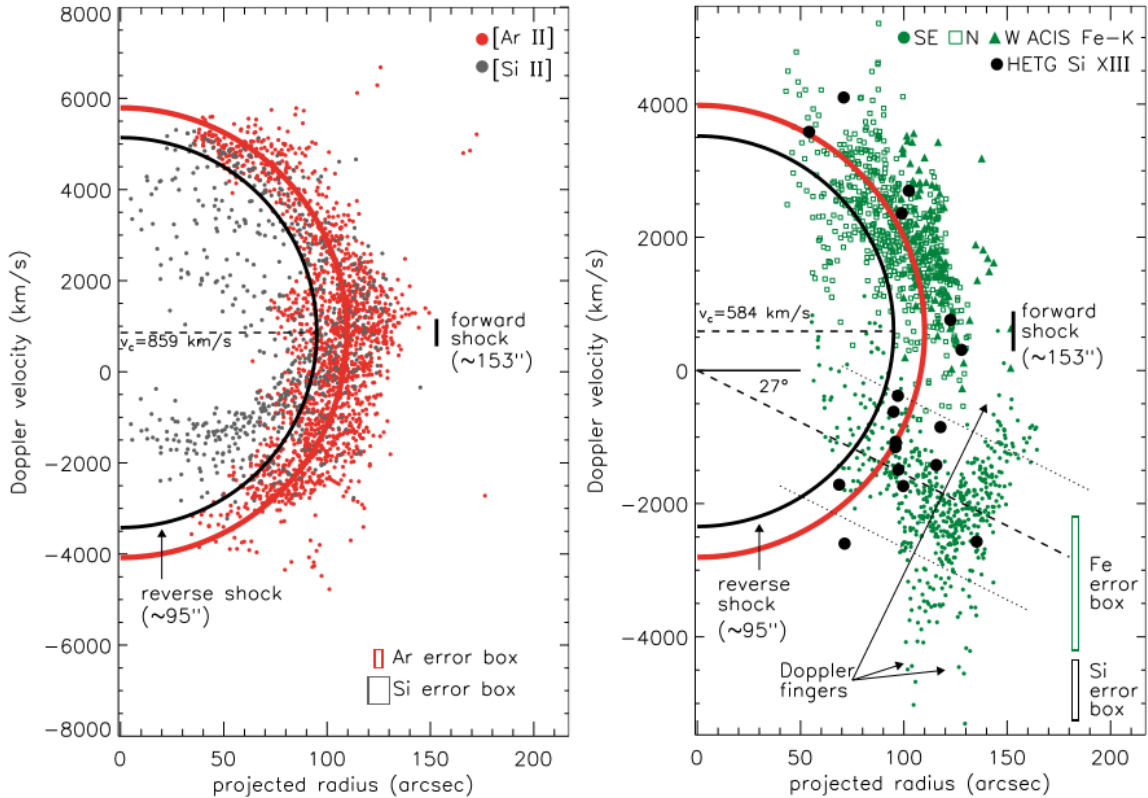 [Ar II]
[Si II]
8000
6000
4000
2000
0
−2000
−4000
−6000
−8000
Doppler velocity (km/s)
v_c=859 km/s
forward
shock
(~153")
reverse shock
(~95")
Ar error box
Si error box
0 50 100 150 200
projected radius (arcsec)
SE N W ACIS Fe−K
HETG Si XIII
4000
2000
0
−2000
−4000
Doppler velocity (km/s)
v_c=584 km/s
27°
forward
shock
(~153")
reverse
shock
(~95")
Doppler
fingers
Fe
error
box
Si
error
box
0 50 100 150 200
projected radius (arcsec)